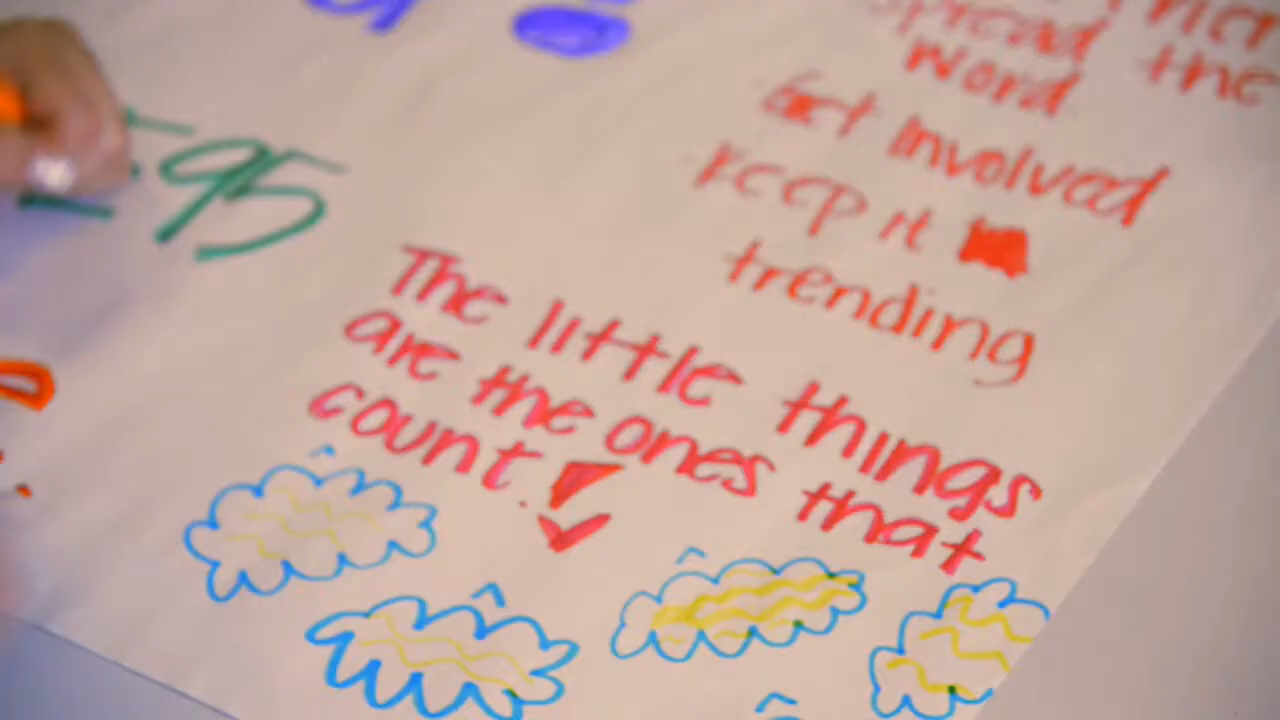 spread the
word
Get Involved
Keep it
trending
95
The little things
are the ones that
count!